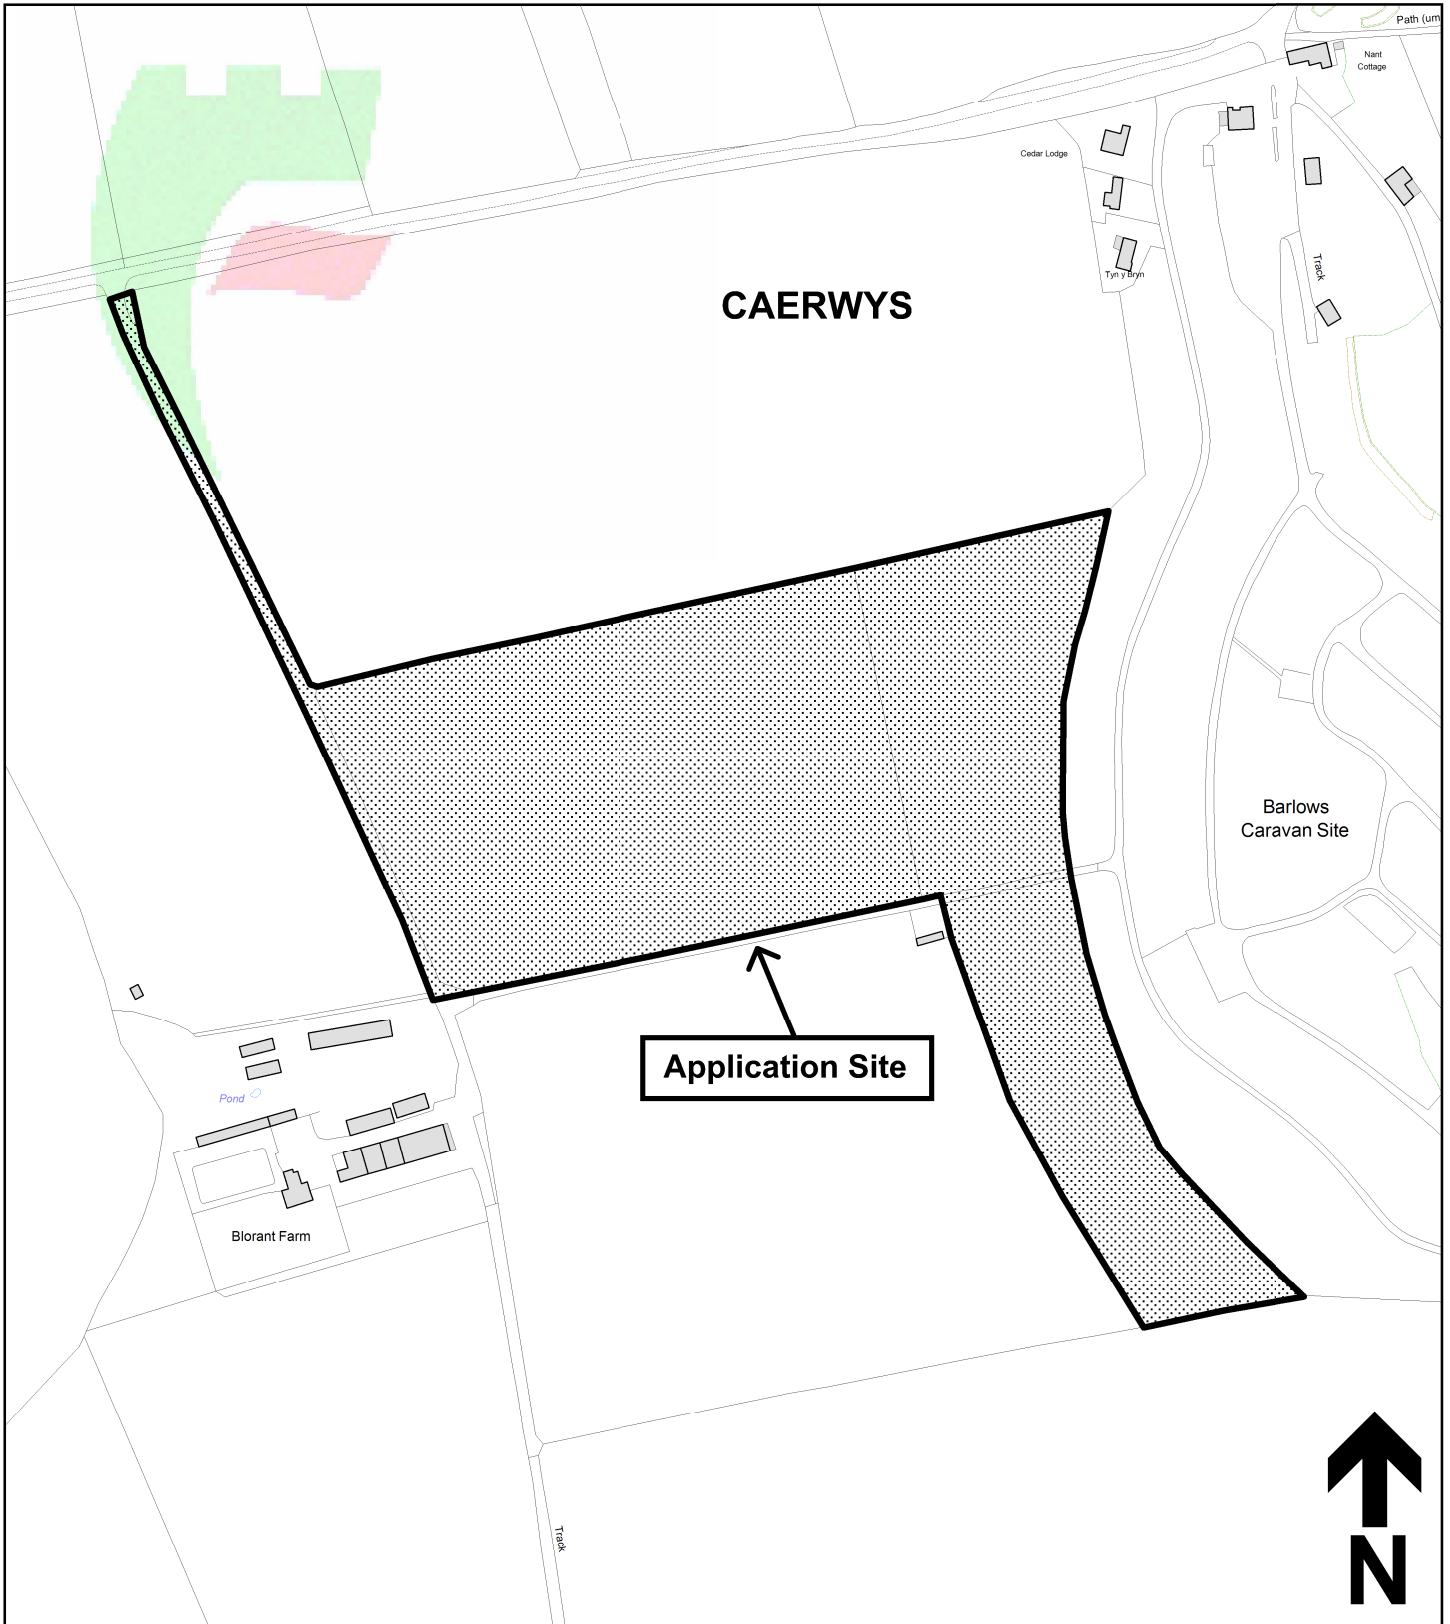 Path (um
Nant
Cottage
Cedar Lodge
Tyn y Bryn
Track
CAERWYS
Barlows
Caravan Site
Application Site
Pond
Blorant Farm
Track
N